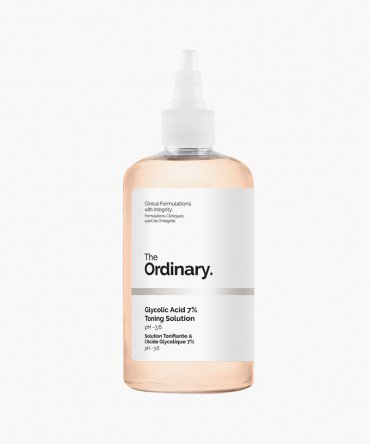 Clinical Formulations
with Integrity.
Formulations Cliniques
avant de l'intégrité.
The
Ordinary.
Glycolic Acid 7%
Toning Solution
pH ~3.6
Solution Tonifiante à
l'Acide Glycolique 7%
pH ~3.6